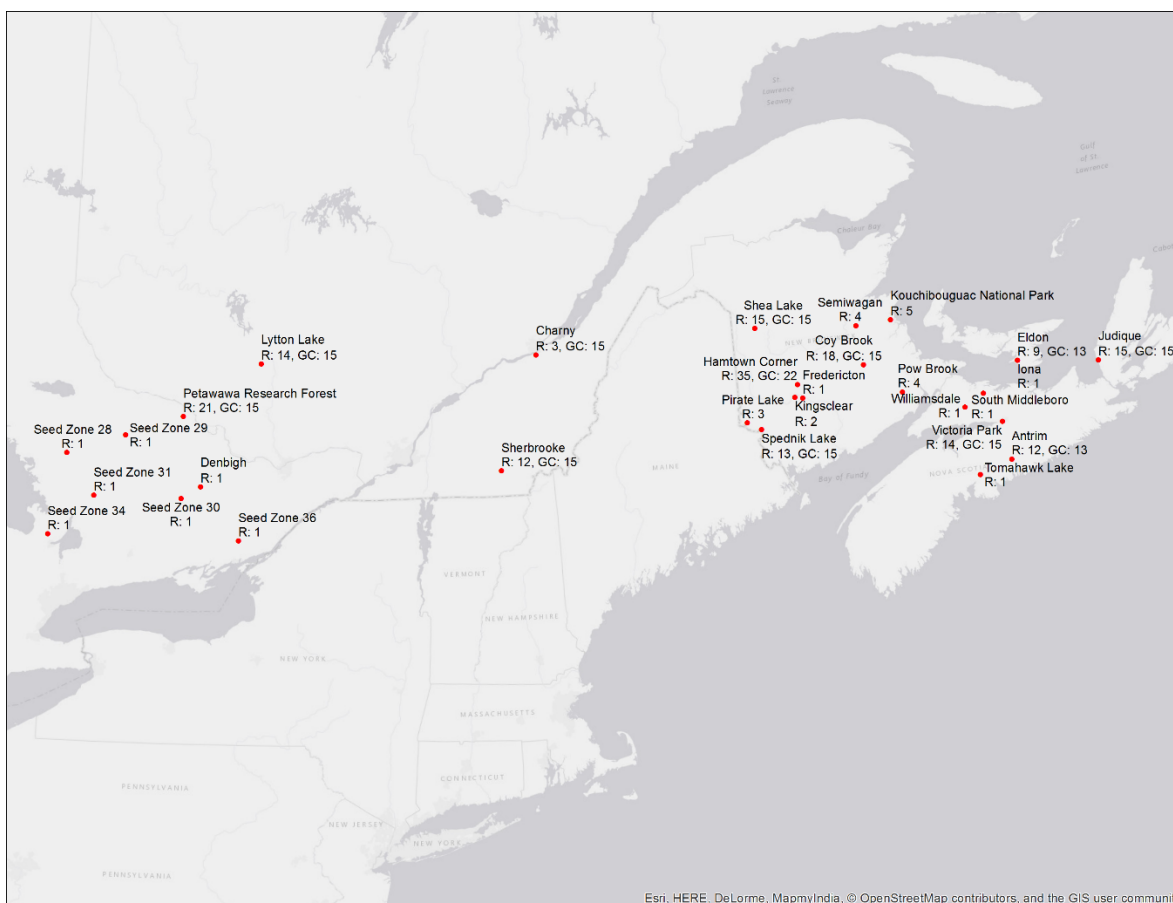 St.
Lawrence
Seaway
Gulf
of St.
Lawrence
Chaleur Bay
Shea Lake
R: 15, GC: 15
Semiwagan
R: 4
Kouchibouguac National Park
R: 5
Charny
R: 3, GC: 15
Lytton Lake
R: 14, GC: 15
Coy Brook
R: 18, GC: 15
Eldon
R: 9, GC: 13
Judique
R: 15, GC: 15
Hamtown Corner
R: 35, GC: 22
Fredericton
R: 1
Pow Brook
R: 4
Iona
R: 1
Petawawa Research Forest
R: 21, GC: 15
Pirate Lake
R: 3
Kingsclear
R: 2
Williamsdale
R: 1
South Middleboro
R: 1
Seed Zone 28
R: 1
Seed Zone 29
R: 1
Spednik Lake
R: 13, GC: 15
Victoria Park
R: 14, GC: 15
Antrim
R: 12, GC: 13
Sherbrooke
R: 12, GC: 15
Seed Zone 31
R: 1
Denbigh
R: 1
MAINE
Bay of Fundy
NOVA SCOTIA
Tomahawk Lake
R: 1
Seed Zone 34
R: 1
Seed Zone 30
R: 1
Seed Zone 36
R: 1
VERMONT
NEW HAMPSHIRE
NEW YORK
MASSACHUSETTS
CONNECTICUT
PENNSYLVANIA
NEW JERSEY
NEW YORK
PENNSYLVANIA
Esri, HERE, DeLorme, MapmyIndia, © OpenStreetMap contributors, and the GIS user communit